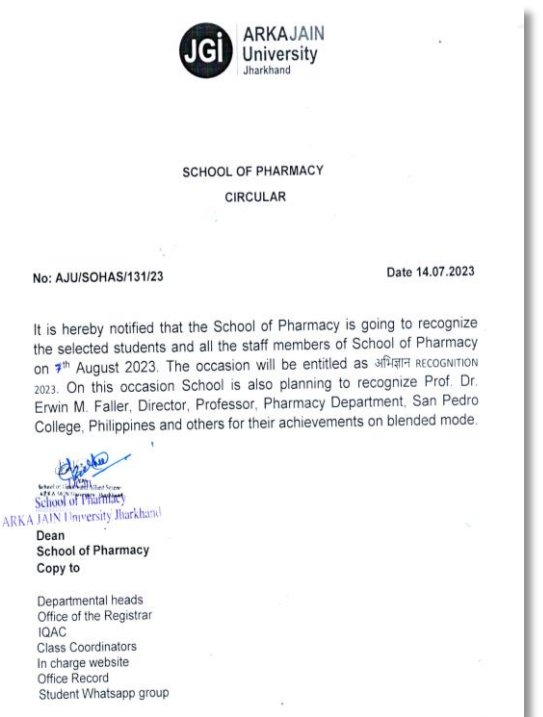 JGi
ARKAJAIN
University
Jharkhand
SCHOOL OF PHARMACY
CIRCULAR
No: AJU/SOHAS/131/23
Date 14.07.2023
It is hereby notified that the School of Pharmacy is going to recognize
the selected students and all the staff members of School of Pharmacy
on 7th August 2023. The occasion will be entitled as अभिज्ञान RECOGNITION
2023. On this occasion School is also planning to recognize Prof. Dr.
Erwin M. Faller, Director, Professor, Pharmacy Department, San Pedro
College, Philippines and others for their achievements on blended mode.
Dean
School of Pharmacy
ARKA JAIN University Jharkhand
Dean
School of Pharmacy
Copy to
Departmental heads
Office of the Registrar
IQAC
Class Coordinators
In charge website
Office Record
Student Whatsapp group